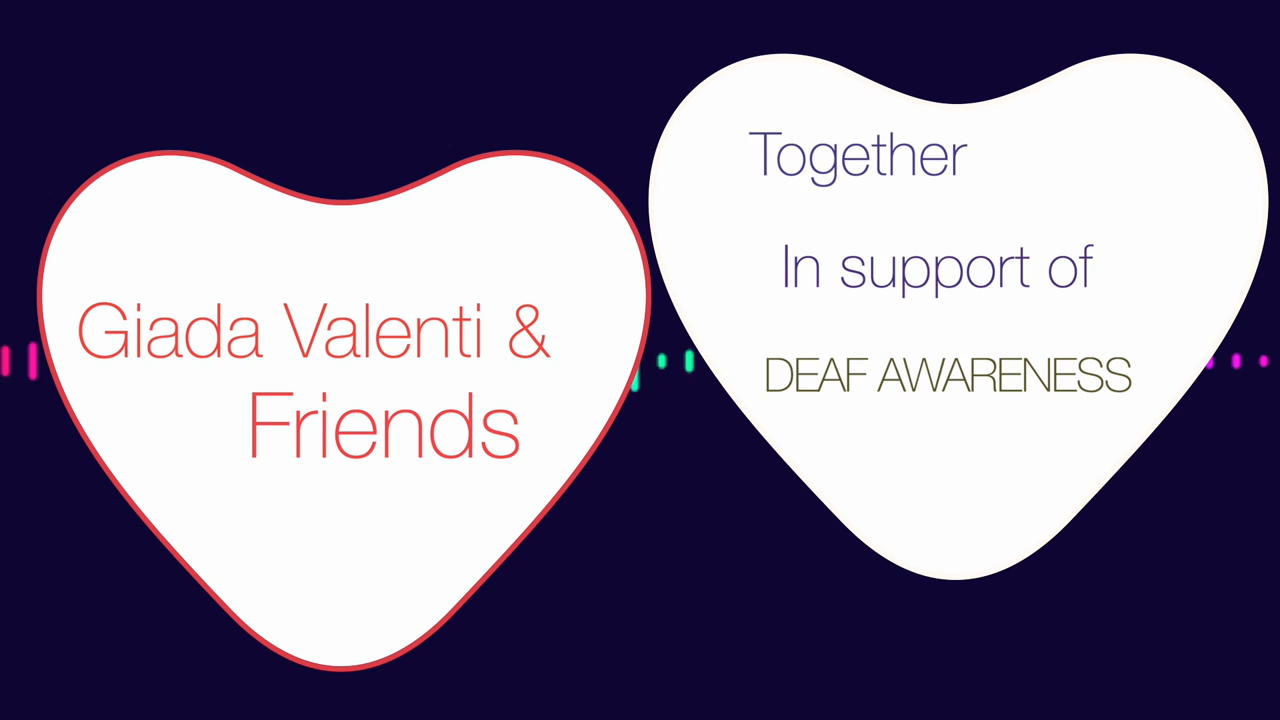 Giada Valenti &
Friends
Together
In support of
DEAF AWARENESS